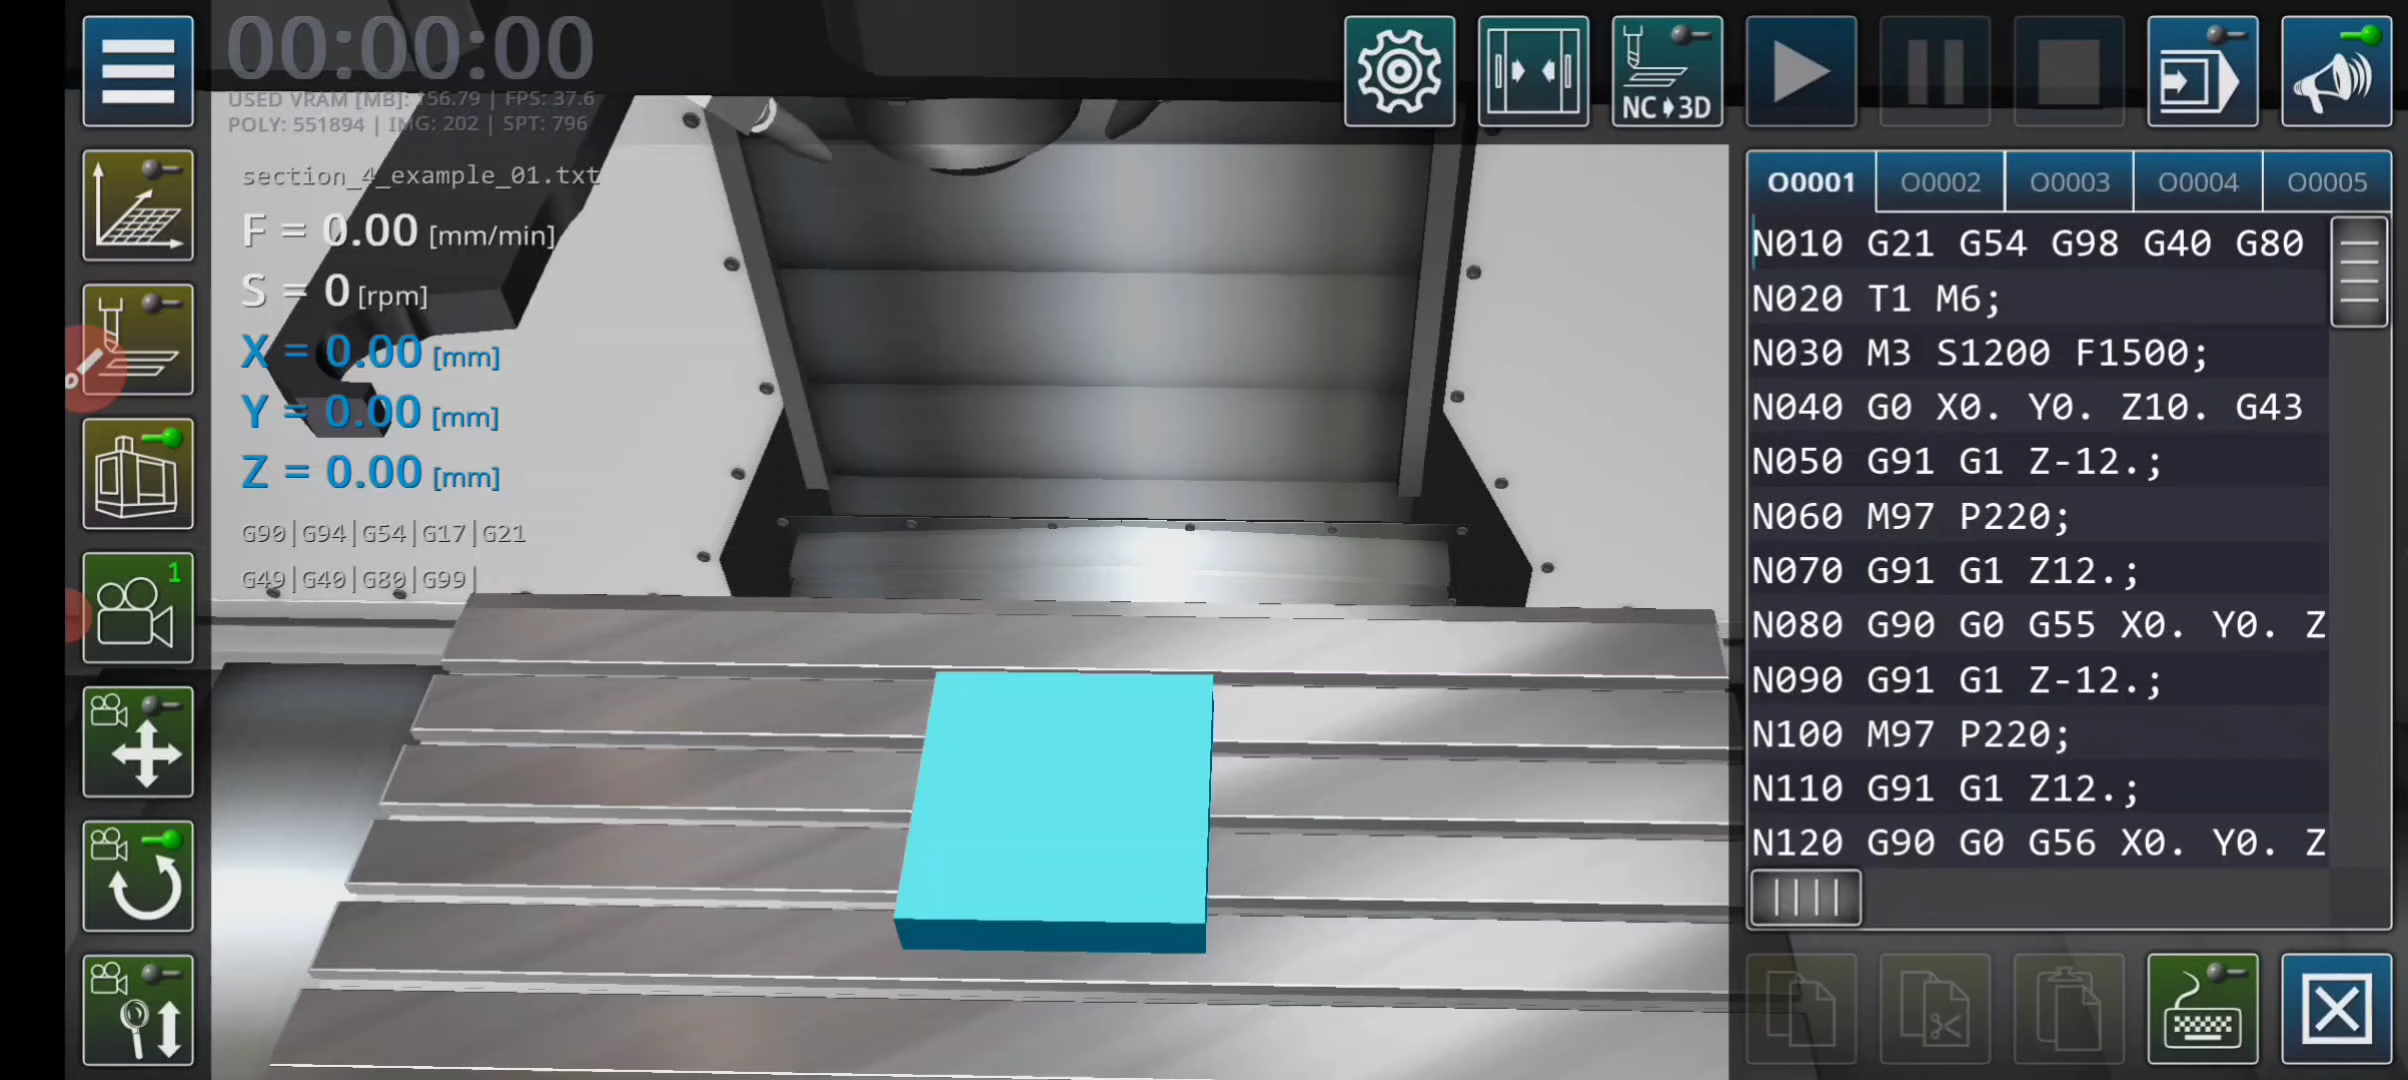 00:00:00
USED VRAM [MB]: 156.79 | FPS: 37.6
POLY: 551894 | IMG: 202 | SPT: 796
section_4_example_01.txt
F = 0.00 [mm/min]
S = 0 [rpm]
X = 0.00 [mm]
Y = 0.00 [mm]
Z = 0.00 [mm]
G90|G94|G54|G17|G21
G49|G40|G80|G99|
1
NC 3D
O0001 O0002 O0003 O0004 O0005
N010 G21 G54 G98 G40 G80
N020 T1 M6;
N030 M3 S1200 F1500;
N040 G0 X0. Y0. Z10. G43
N050 G91 G1 Z-12.;
N060 M97 P220;
N070 G91 G1 Z12.;
N080 G90 G0 G55 X0. Y0. Z
N090 G91 G1 Z-12.;
N100 M97 P220;
N110 G91 G1 Z12.;
N120 G90 G0 G56 X0. Y0. Z